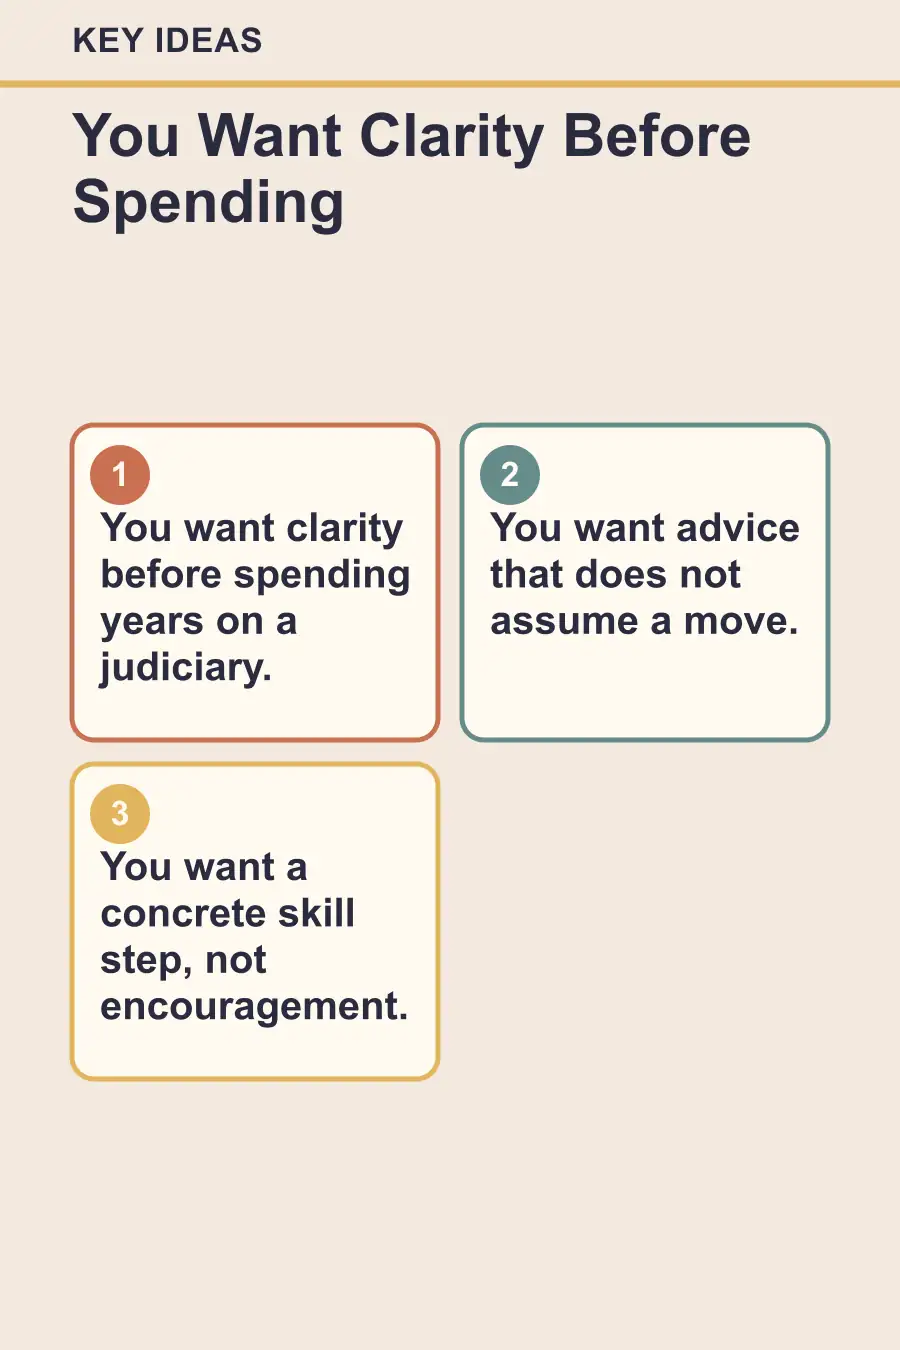 KEY IDEAS
You Want Clarity Before
Spending
1
You want clarity
before spending
years on a
judiciary.
2
You want advice
that does not
assume a move.
3
You want a
concrete skill
step, not
encouragement.